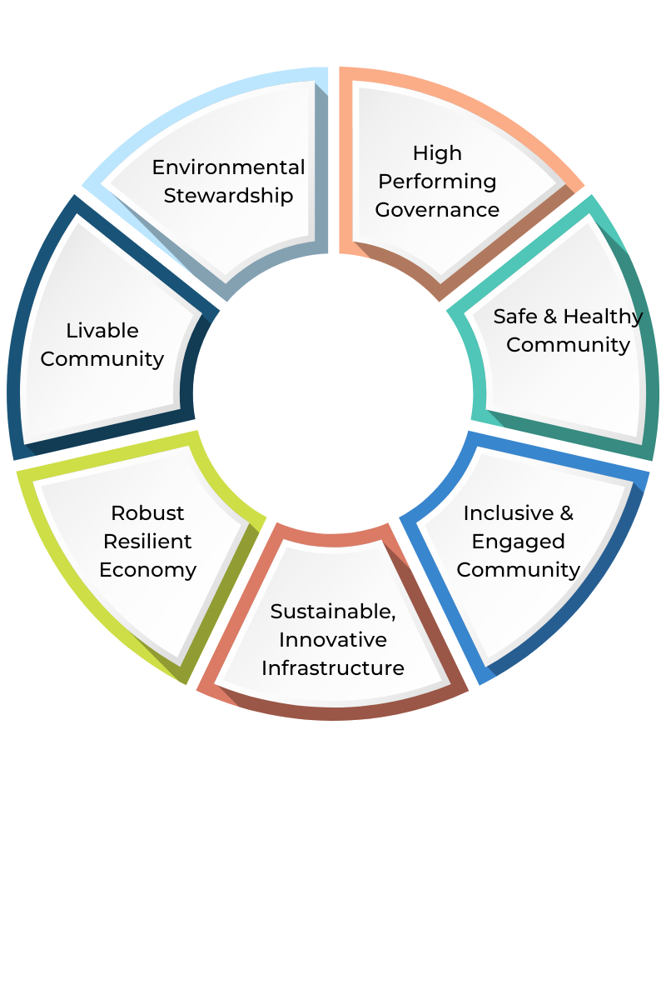 Environmental
Stewardship
High
Performing
Governance
Safe & Healthy
Community
Inclusive &
Engaged
Community
Sustainable,
Innovative
Infrastructure
Robust
Resilient
Economy
Livable
Community